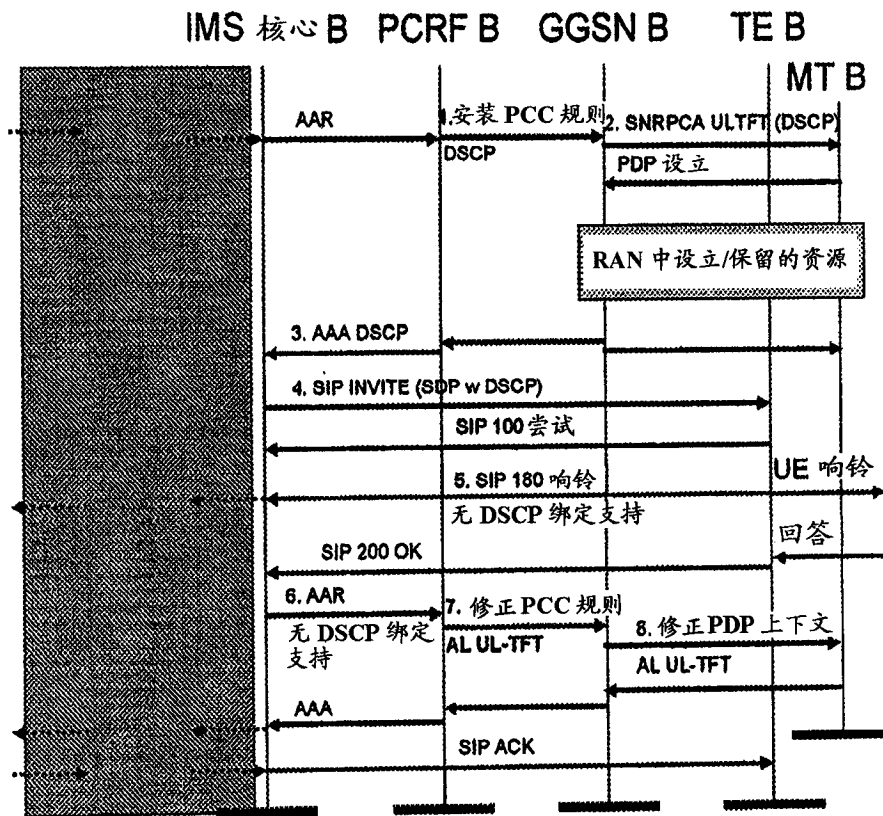 IMS 核心 B PCRF B GGSN B TE B
MT B
AAR
1.安装 PCC 规则
DSCP
2. SNRPCA ULTFT (DSCP)
PDP 设立
RAN 中设立/保留的资源
3. AAA DSCP
4. SIP INVITE (SDP w DSCP)
SIP 100 尝试
UE 响铃
5. SIP 180 响铃
无 DSCP 绑定支持
回答
SIP 200 OK
6. AAR
无 DSCP 绑定
支持
7. 修正 PCC 规则
AL UL-TFT
8. 修正 PDP 上下文
AL UL-TFT
AAA
SIP ACK